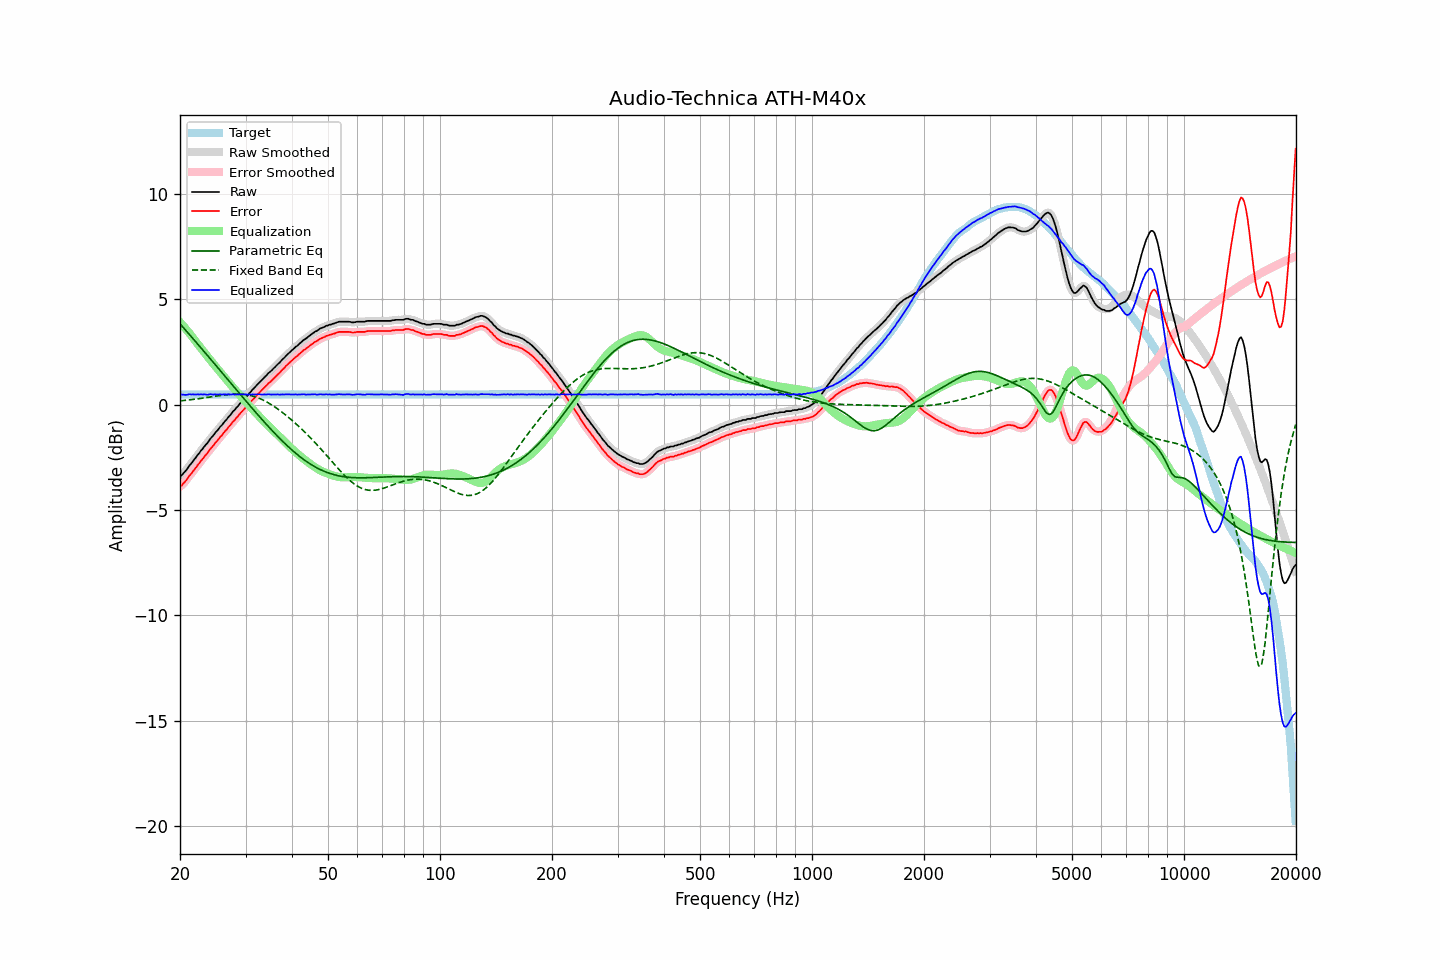 Audio-Technica ATH-M40x
Target
Raw Smoothed
Error Smoothed
Raw
Error
Equalization
Parametric Eq
Fixed Band Eq
Equalized
Amplitude (dBr)
10
5
0
−5
−10
−15
−20
20
50
100
200
500
1000
2000
5000
10000
20000
Frequency (Hz)